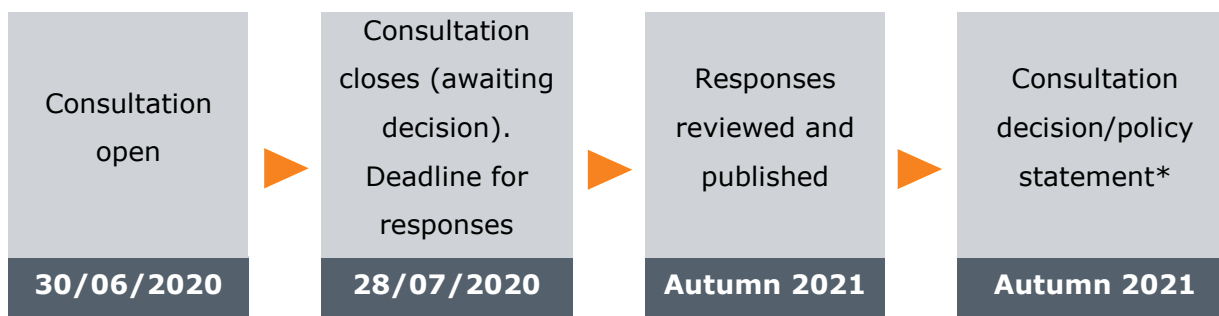 Consultation
open
30/06/2020
Consultation
closes (awaiting
decision).
Deadline for
responses
28/07/2020
Responses
reviewed and
published
Autumn 2021
Consultation
decision/policy
statement*
Autumn 2021